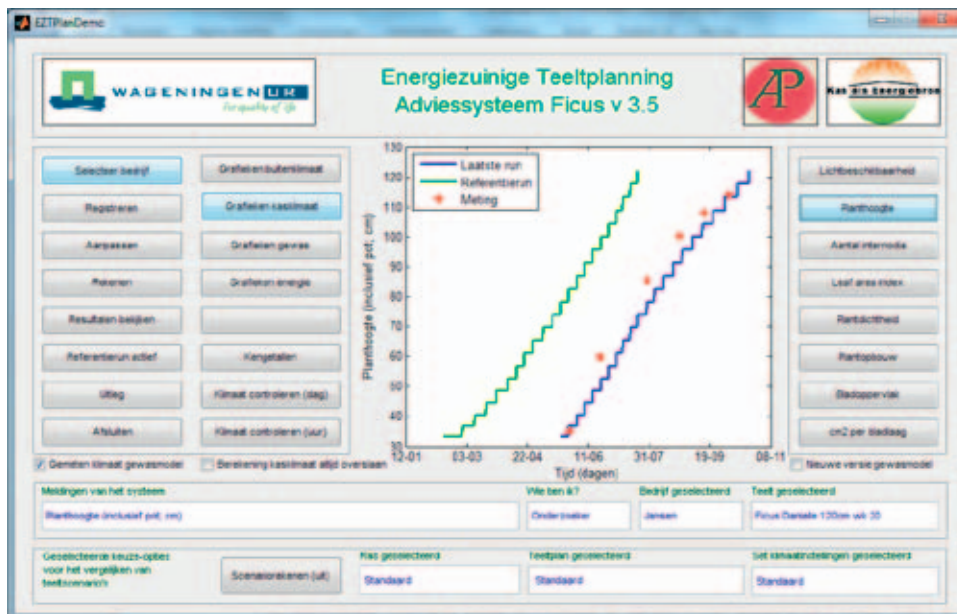 EZTPlanDemo
WAGENINGEN UR
For quality of life
Energiezuinige Teeltplanning
Adviessysteem Ficus v 3.5
AP
Kas als Energiebron
Selecteer bedrijf
Registreren
Aanpassen
Rekenen
Resultaten bekijken
Referentierun actief
Uitleg
Afsluiten
Grafieken buitenklimaat
Grafieken kasklimaat
Grafieken gewas
Grafieken energie
Kengetallen
Klimaat controleren (dag)
Klimaat controleren (uur)
Planthoogte (inclusief pot; cm)
130
120
110
100
90
80
70
60
50
40
30
Laatste run
Referentierun
Meting
12-01
03-03
22-04
11-06
31-07
19-09
08-11
Tijd (dagen)
Lichtbeschikbaarheid
Planthoogte
Aantal internodia
Leaf area index
Plantdichtheid
Plantopbouw
Bladoppervlak
cm2 per bladlaag
Gemeten klimaat gewasmodel
Berekening kasklimaat altijd overslaan
Nieuwe versie gewasmodel
Meldingen van het systeem
Planthoogte (inclusief pot; cm)
Wie ben ik?
Onderzoeker
Bedrijf geselecteerd
Jansen
Teelt geselecteerd
Ficus Danielle 120cm wk 30
Geselecteerde keuze-opties
voor het vergelijken van
teeltscenario's
Scenariorekenen (uit)
Kas geselecteerd
Standaard
Teeltplan geselecteerd
Standaard
Set klimaatinstellingen geselecteerd
Standaard